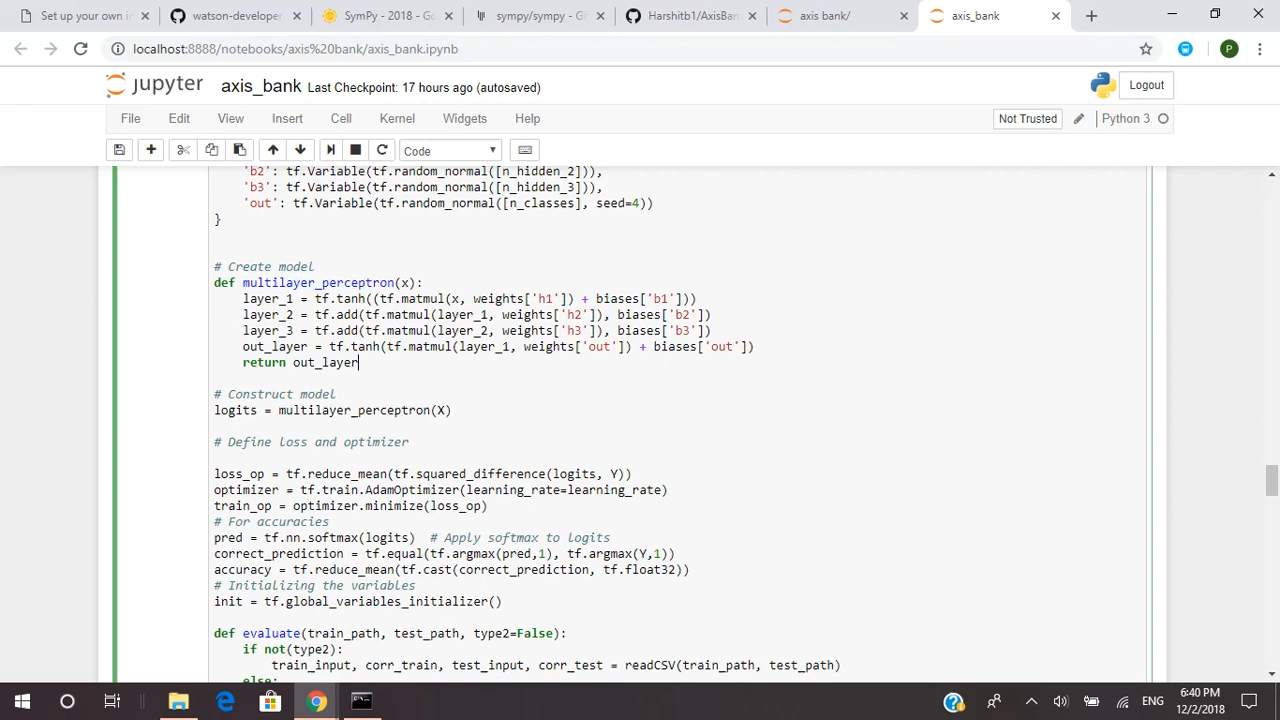 Set up your own in
watson-developer
SymPy - 2018 - Go
sympy/sympy - Gi
Harshitb1/AxisBan
axis bank/
axis_bank
localhost:8888/notebooks/axis%20bank/axis_bank.ipynb
P
jupyter axis_bank Last Checkpoint: 17 hours ago (autosaved)
Logout
File Edit View Insert Cell Kernel Widgets Help
Not Trusted
Python 3
Code
'b2': tf.Variable(tf.random_normal([n_hidden_2])),
'b3': tf.Variable(tf.random_normal([n_hidden_3])),
'out': tf.Variable(tf.random_normal([n_classes], seed=4))
}
# Create model
def multilayer_perceptron(x):
layer_1 = tf.tanh((tf.matmul(x, weights['h1']) + biases['b1']))
layer_2 = tf.add(tf.matmul(layer_1, weights['h2']), biases['b2'])
layer_3 = tf.add(tf.matmul(layer_2, weights['h3']), biases['b3'])
out_layer = tf.tanh(tf.matmul(layer_1, weights['out']) + biases['out'])
return out_layer
# Construct model
logits = multilayer_perceptron(X)
# Define loss and optimizer
loss_op = tf.reduce_mean(tf.squared_difference(logits, Y))
optimizer = tf.train.AdamOptimizer(learning_rate=learning_rate)
train_op = optimizer.minimize(loss_op)
# For accuracies
pred = tf.nn.softmax(logits)  # Apply softmax to logits
correct_prediction = tf.equal(tf.argmax(pred,1), tf.argmax(Y,1))
accuracy = tf.reduce_mean(tf.cast(correct_prediction, tf.float32))
# Initializing the variables
init = tf.global_variables_initializer()
def evaluate(train_path, test_path, type2=False):
if not(type2):
train_input, corr_train, test_input, corr_test = readCSV(train_path, test_path)
else:
ENG
6:40 PM
12/2/2018